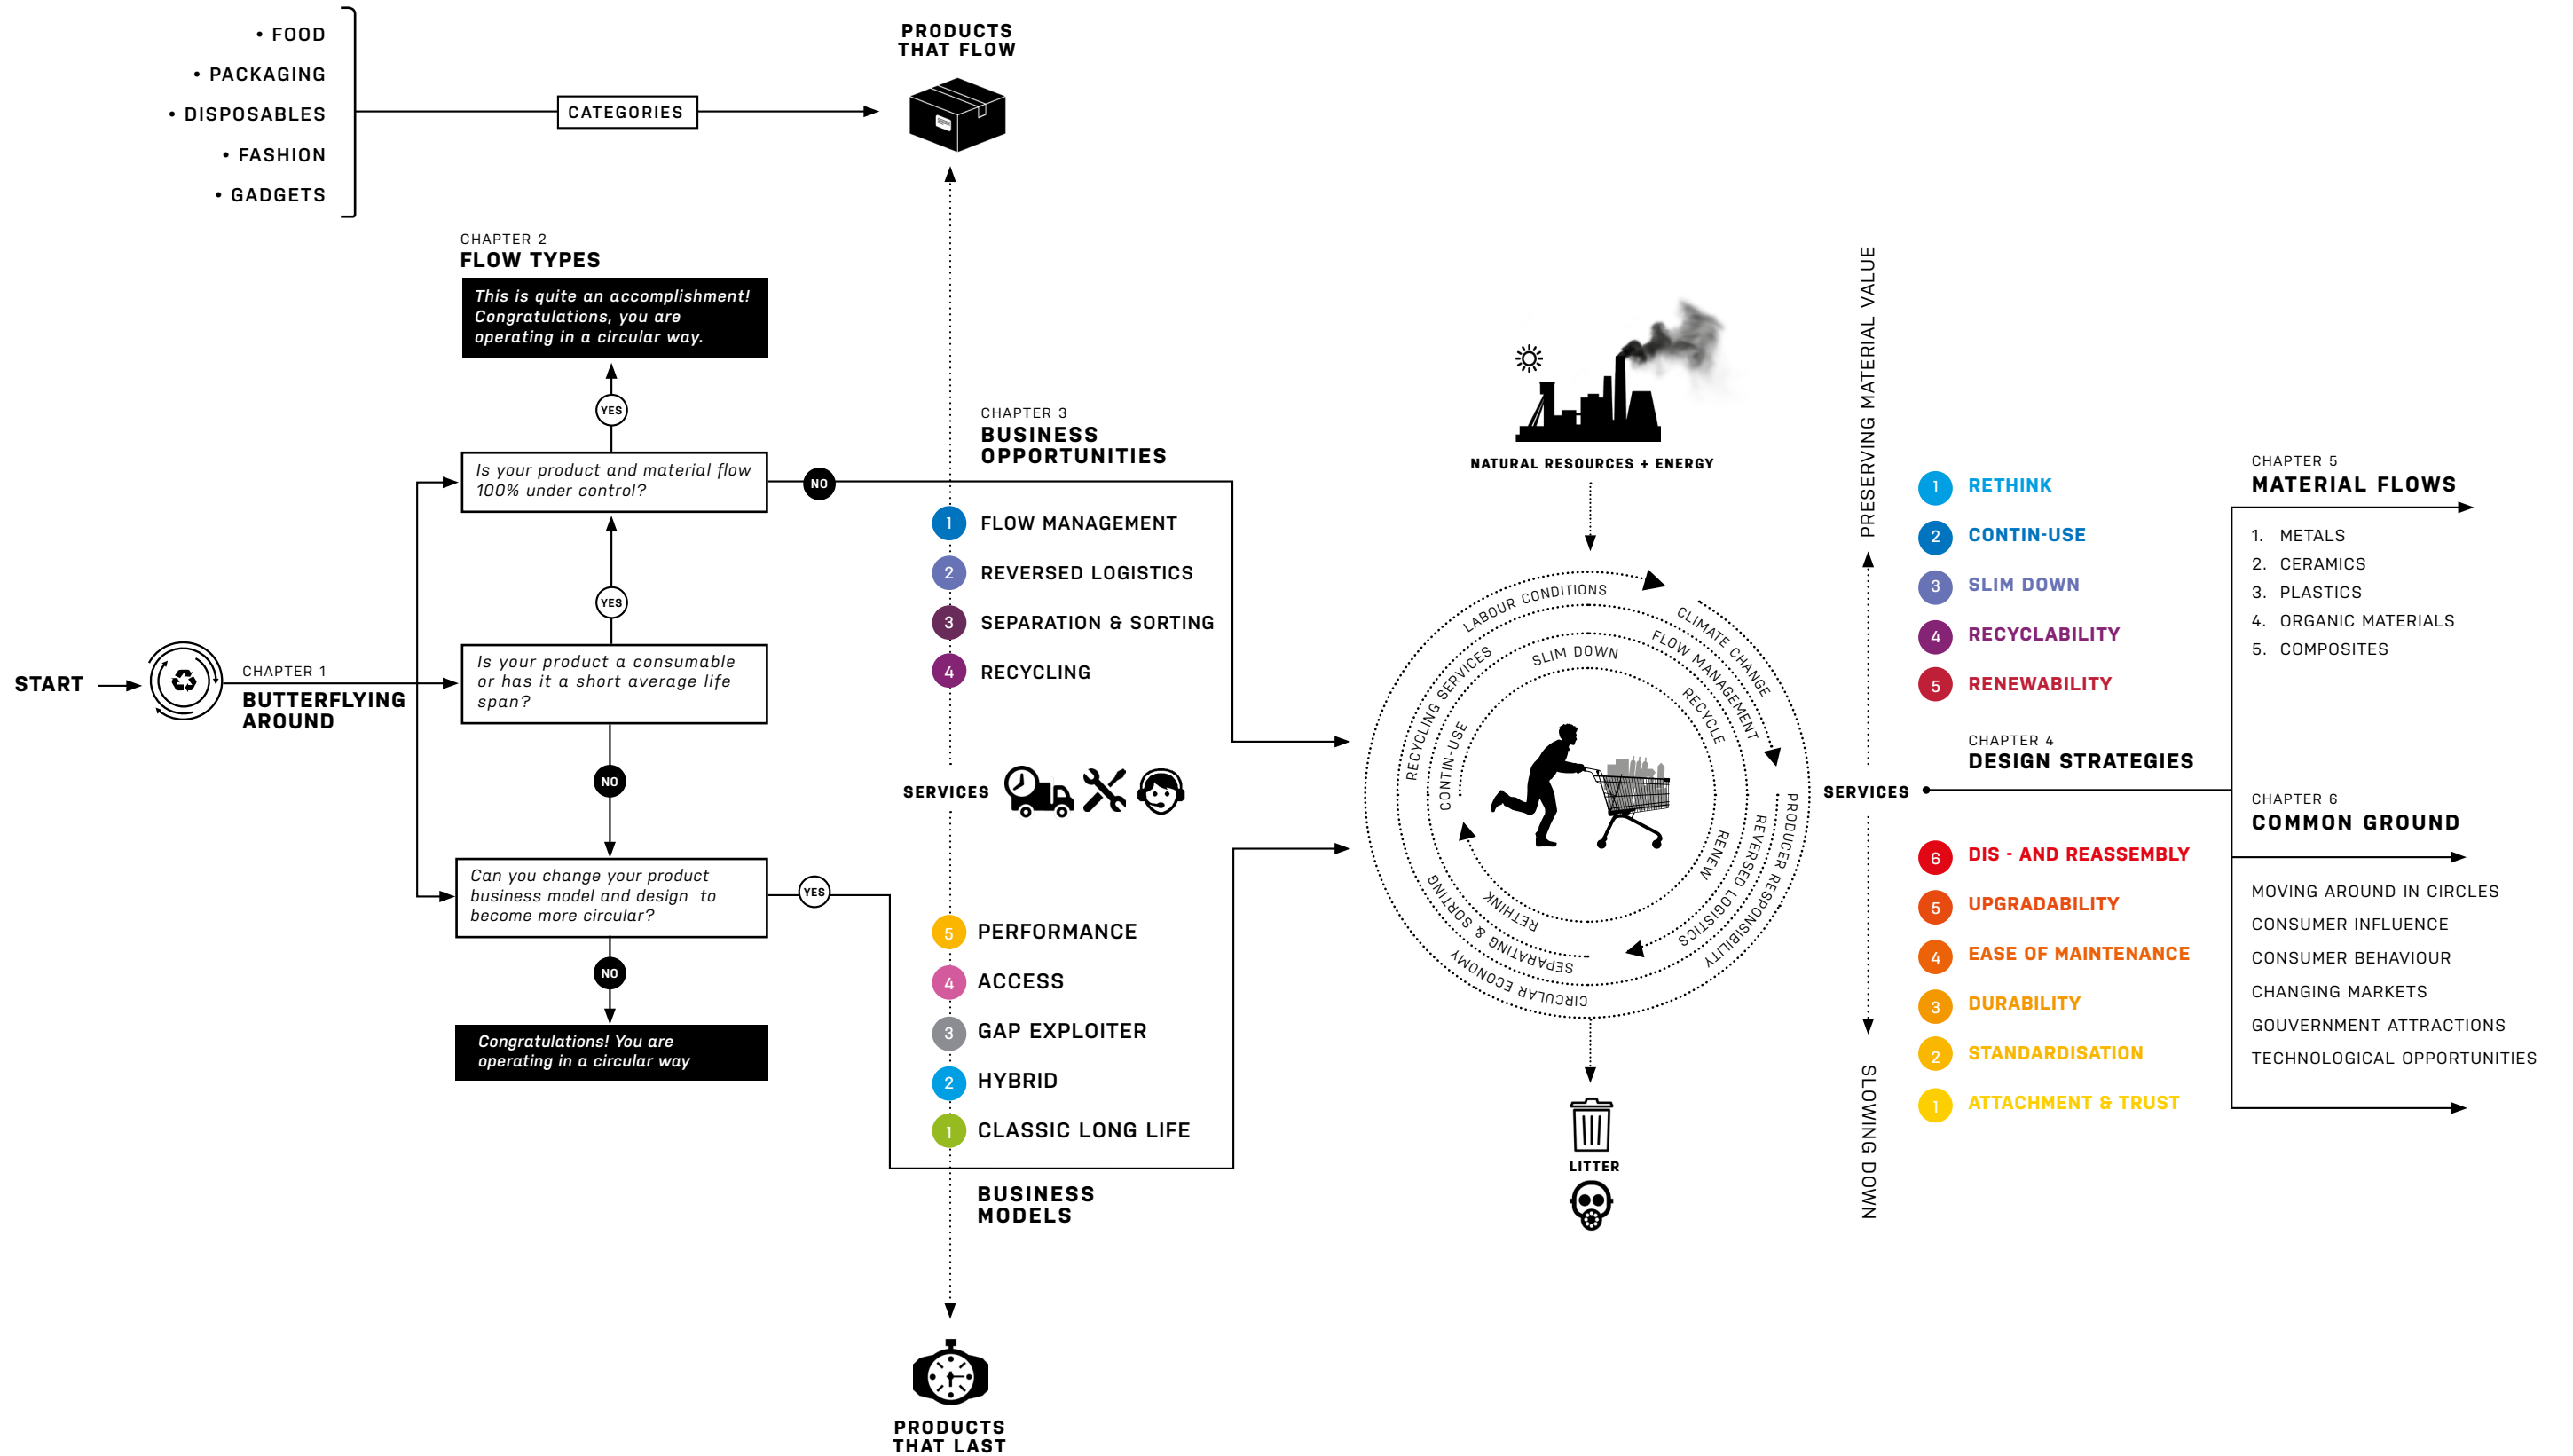 • FOOD
• PACKAGING
• DISPOSABLES
• FASHION
• GADGETS
CATEGORIES
PRODUCTS
THAT FLOW
CHAPTER 2
FLOW TYPES
This is quite an accomplishment!
Congratulations, you are
operating in a circular way.
YES
Is your product and material flow
100% under control?
NO
YES
START
CHAPTER 1
BUTTERFLYING
AROUND
Is your product a consumable
or has it a short average life
span?
NO
Can you change your product
business model and design to
become more circular?
YES
NO
Congratulations! You are
operating in a circular way
CHAPTER 3
BUSINESS
OPPORTUNITIES
1 FLOW MANAGEMENT
2 REVERSED LOGISTICS
3 SEPARATION & SORTING
4 RECYCLING
SERVICES
5 PERFORMANCE
4 ACCESS
3 GAP EXPLOITER
2 HYBRID
1 CLASSIC LONG LIFE
BUSINESS
MODELS
PRODUCTS
THAT LAST
NATURAL RESOURCES + ENERGY
LABOUR CONDITIONS
CLIMATE CHANGE
PRODUCER RESPONSIBILITY
CIRCULAR ECONOMY
RECYCLING SERVICES
FLOW MANAGEMENT
REVERSED LOGISTICS
SEPARATING & SORTING
CONTIN-USE
SLIM DOWN
RECYCLE
RENEW
RETHINK
LITTER
PRESERVING MATERIAL VALUE
SERVICES
SLOWING DOWN
1 RETHINK
2 CONTIN-USE
3 SLIM DOWN
4 RECYCLABILITY
5 RENEWABILITY
CHAPTER 4
DESIGN STRATEGIES
6 DIS - AND REASSEMBLY
5 UPGRADABILITY
4 EASE OF MAINTENANCE
3 DURABILITY
2 STANDARDISATION
1 ATTACHMENT & TRUST
CHAPTER 5
MATERIAL FLOWS
1. METALS
2. CERAMICS
3. PLASTICS
4. ORGANIC MATERIALS
5. COMPOSITES
CHAPTER 6
COMMON GROUND
MOVING AROUND IN CIRCLES
CONSUMER INFLUENCE
CONSUMER BEHAVIOUR
CHANGING MARKETS
GOUVERNMENT ATTRACTIONS
TECHNOLOGICAL OPPORTUNITIES